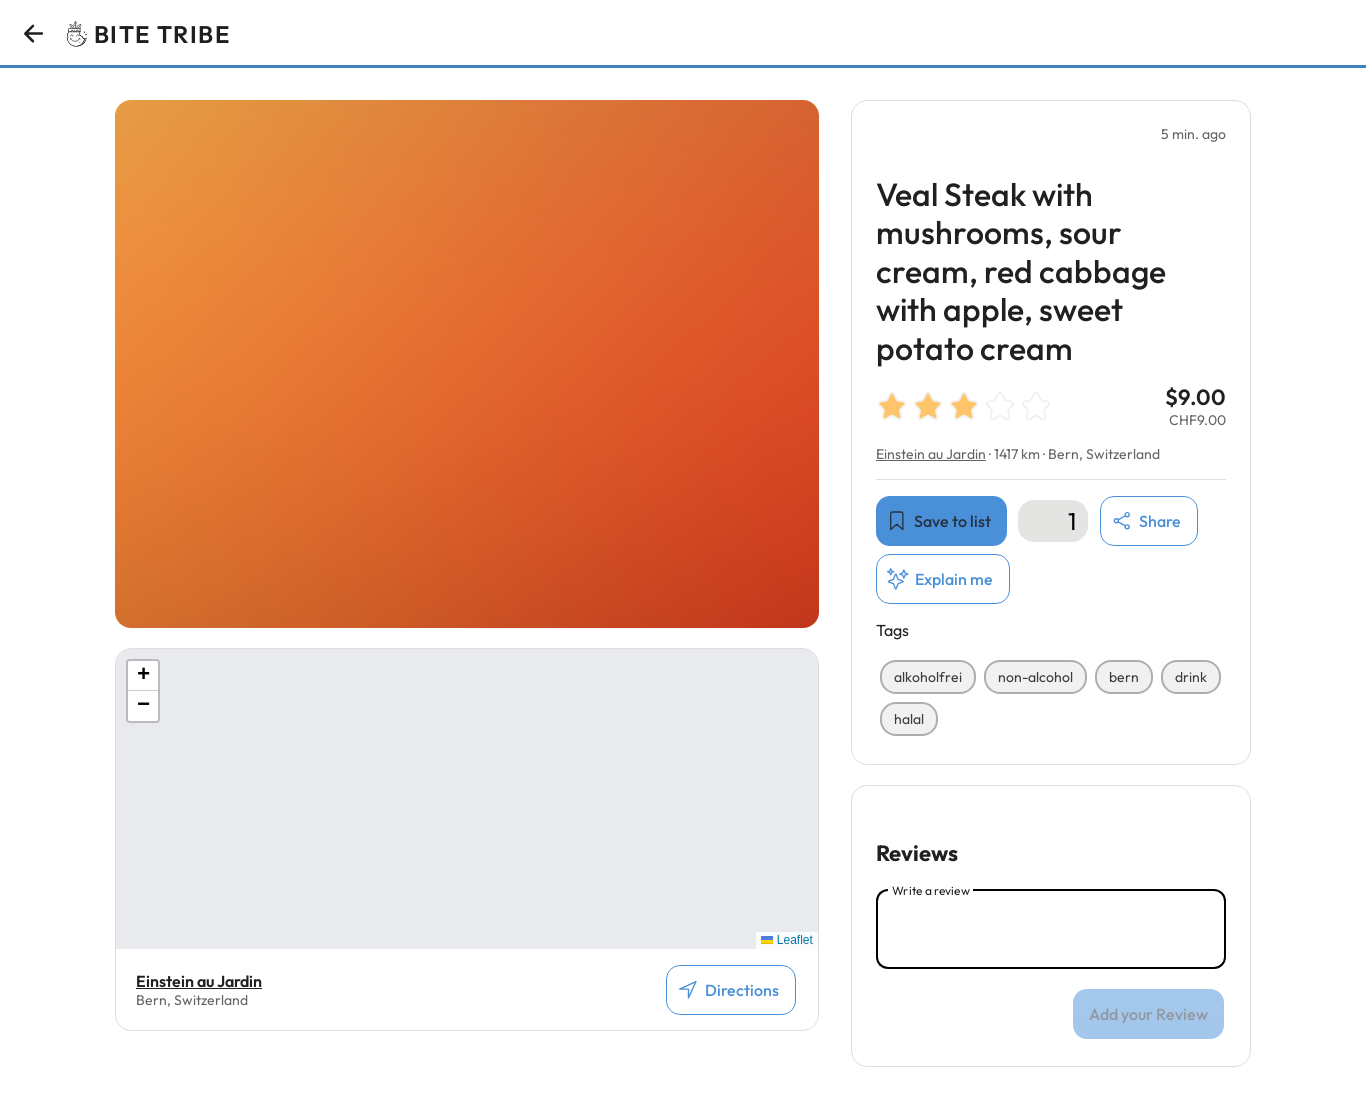 BITE TRIBE
5 min. ago
Veal Steak with
mushrooms, sour
cream, red cabbage
with apple, sweet
potato cream
$9.00
CHF9.00
Einstein au Jardin · 1417 km · Bern, Switzerland
Save to list
1
Share
Explain me
Tags
alkoholfrei
non-alcohol
bern
drink
halal
+
−
Leaflet
Einstein au Jardin
Bern, Switzerland
Directions
Reviews
Write a review
Add your Review